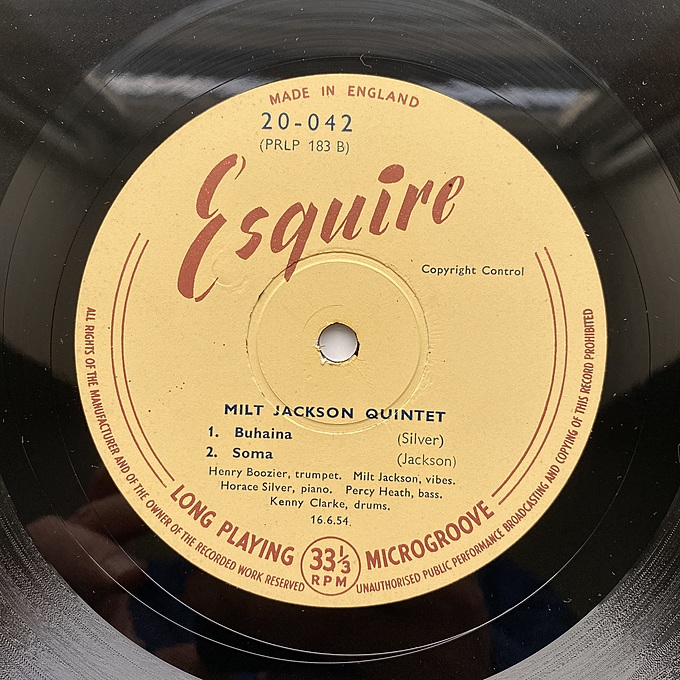 MADE IN ENGLAND
20-042
(PRLP 183 B)
Esquire
Copyright Control
MILT JACKSON QUINTET
1. Buhaina (Silver)
2. Soma (Jackson)
Henry Boozier, trumpet. Milt Jackson, vibes.
Horace Silver, piano. Percy Heath, bass.
Kenny Clarke, drums.
16.6.54.
LONG PLAYING 33⅓ RPM MICROGROOVE
ALL RIGHTS OF THE MANUFACTURER AND OF THE OWNER OF THE RECORDED WORK RESERVED
UNAUTHORISED PUBLIC PERFORMANCE BROADCASTING AND COPYING OF THIS RECORD PROHIBITED